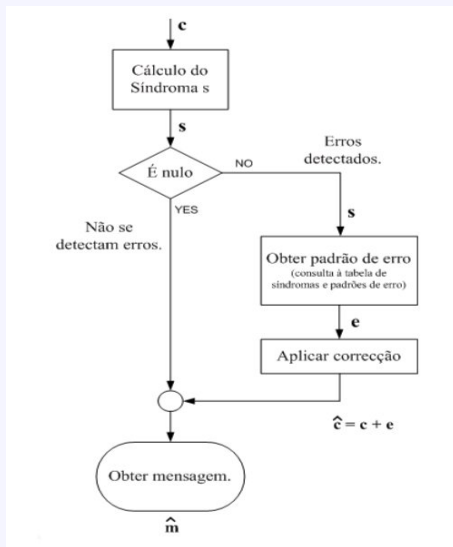 c
Cálculo do
Síndroma s
s
É nulo
NO
Erros
detectados.
YES
Não se
detectam erros.
s
Obter padrão de erro
(consulta à tabela de
síndromas e padrões de erro)
e
Aplicar correcção
ĉ = c + e
Obter mensagem.
m̂